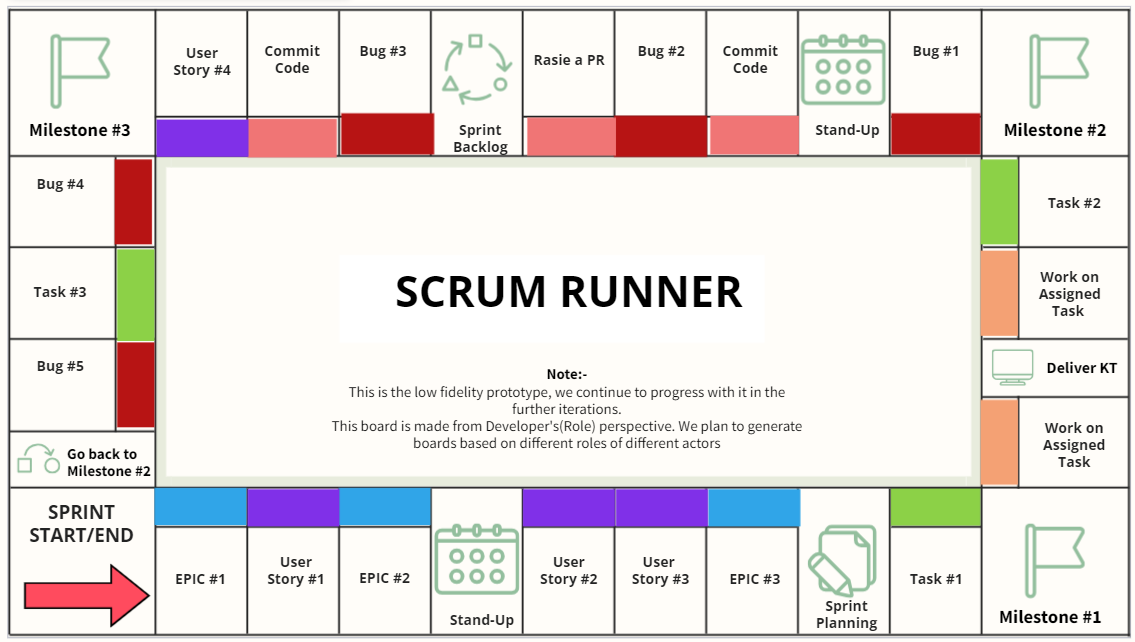 Milestone #3
User
Story #4
Commit
Code
Bug #3
Sprint
Backlog
Rasie a PR
Bug #2
Commit
Code
Stand-Up
Bug #1
Milestone #2
Bug #4
Task #2
Task #3
Work on
Assigned
Task
Bug #5
Deliver KT
Go back to
Milestone #2
Work on
Assigned
Task
SCRUM RUNNER
Note:-
This is the low fidelity prototype, we continue to progress with it in the
further iterations.
This board is made from Developer's(Role) perspective. We plan to generate
boards based on different roles of different actors
SPRINT
START/END
EPIC #1
User
Story #1
EPIC #2
Stand-Up
User
Story #2
User
Story #3
EPIC #3
Sprint
Planning
Task #1
Milestone #1